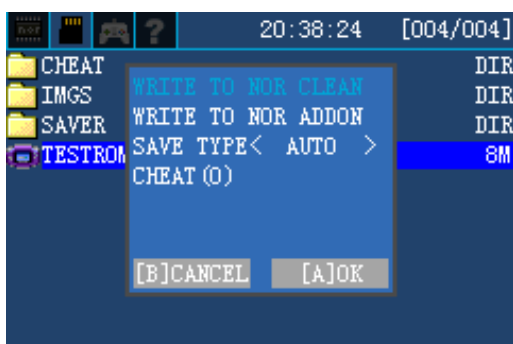 nor ? 20:38:24 [004/004]
CHEAT DIR
IMGS DIR
SAVER DIR
TESTROM 8M
WRITE TO NOR CLEAN
WRITE TO NOR ADDON
SAVE TYPE< AUTO >
CHEAT(0)
[B]CANCEL [A]OK